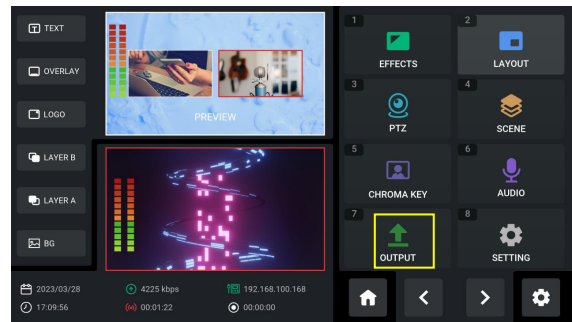 TEXT
OVERLAY
LOGO
LAYER B
LAYER A
BG
PREVIEW
1
EFFECTS
2
LAYOUT
3
PTZ
4
SCENE
5
CHROMA KEY
6
AUDIO
7
OUTPUT
8
SETTING
2023/03/28
4225 kbps
192.168.100.168
17:09:56
00:01:22
00:00:00